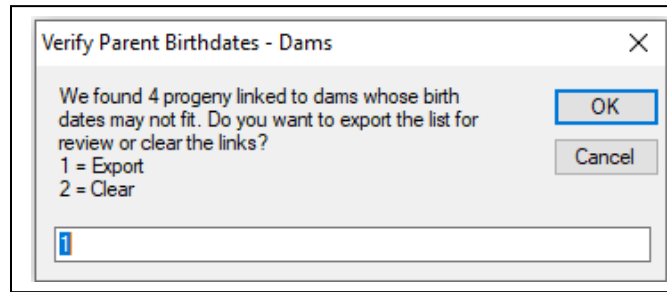 Verify Parent Birthdates - Dams
We found 4 progeny linked to dams whose birth
dates may not fit. Do you want to export the list for
review or clear the links?
1 = Export
2 = Clear
OK
Cancel
1